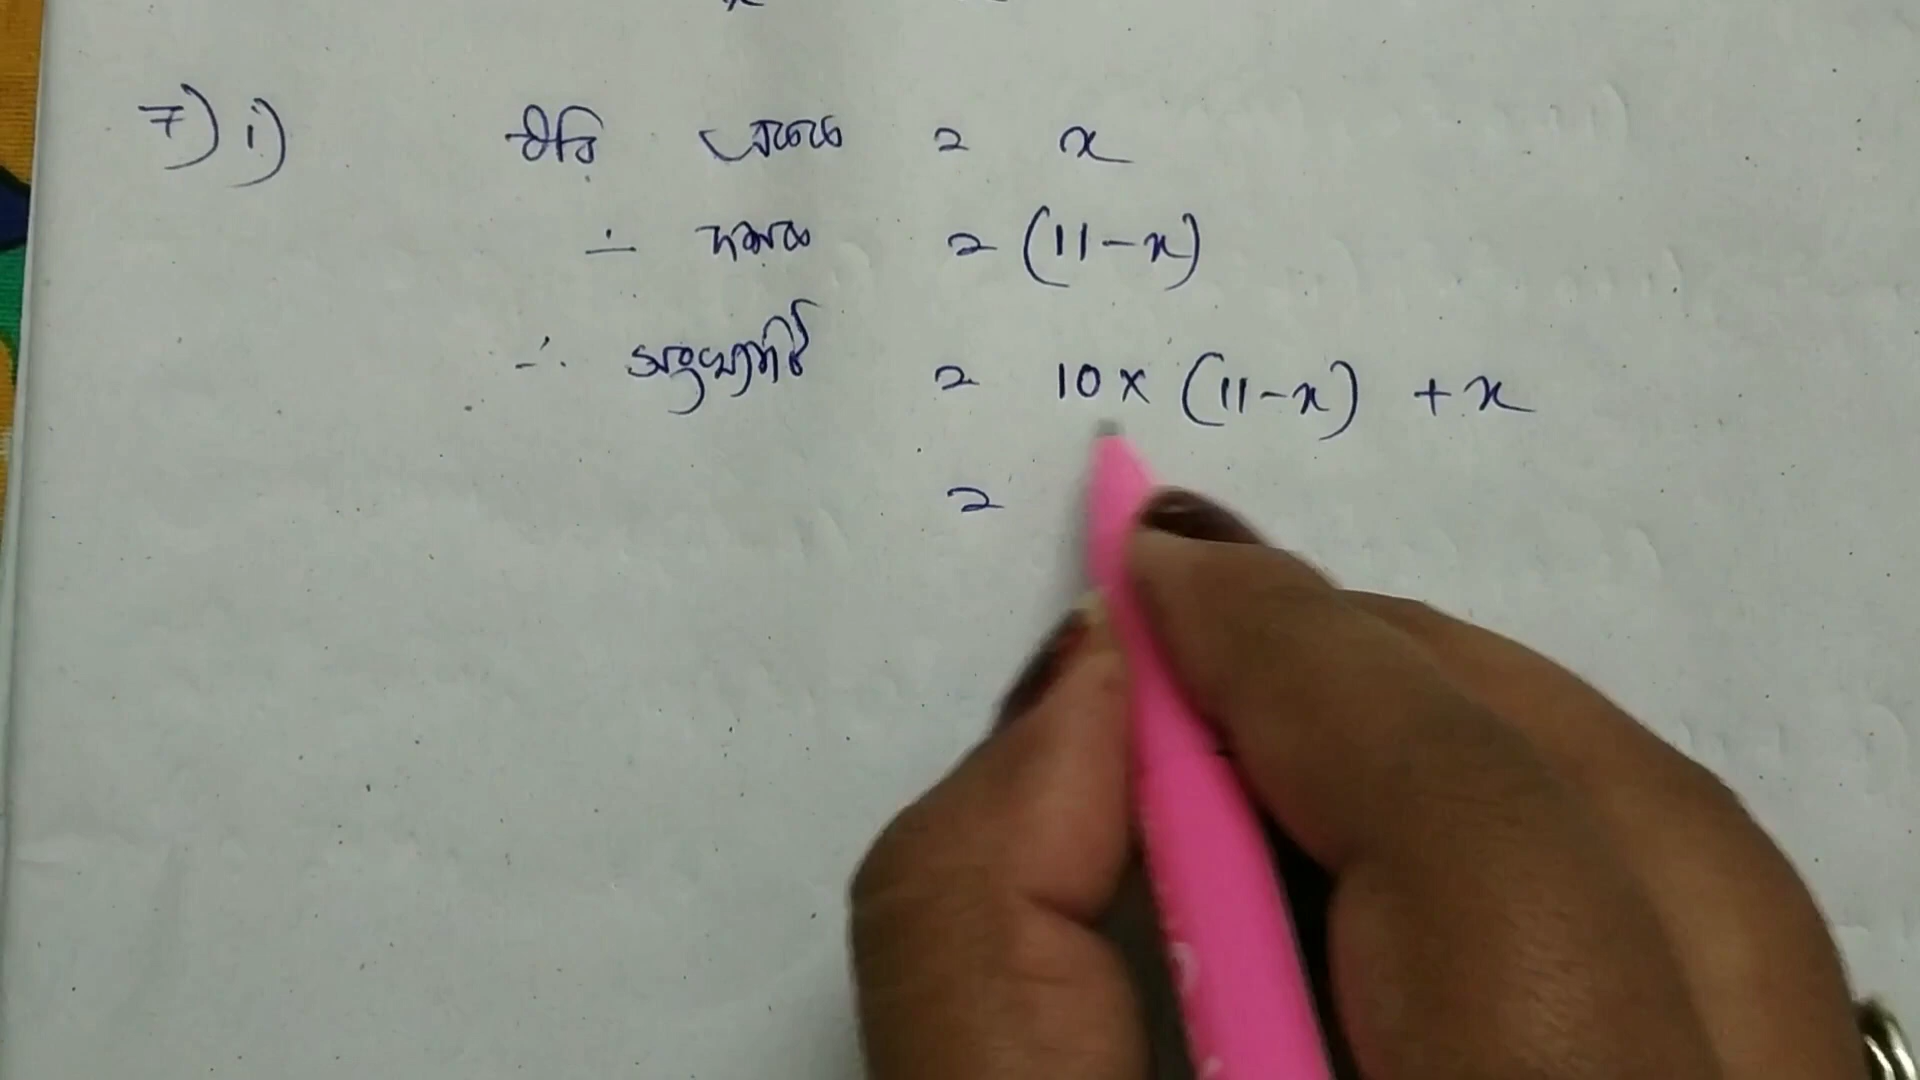 7) i) ধরি এককে = x
∴ দশকে = (11-x)
∴ সংখ্যাটি = 10 x (11-x) + x
=